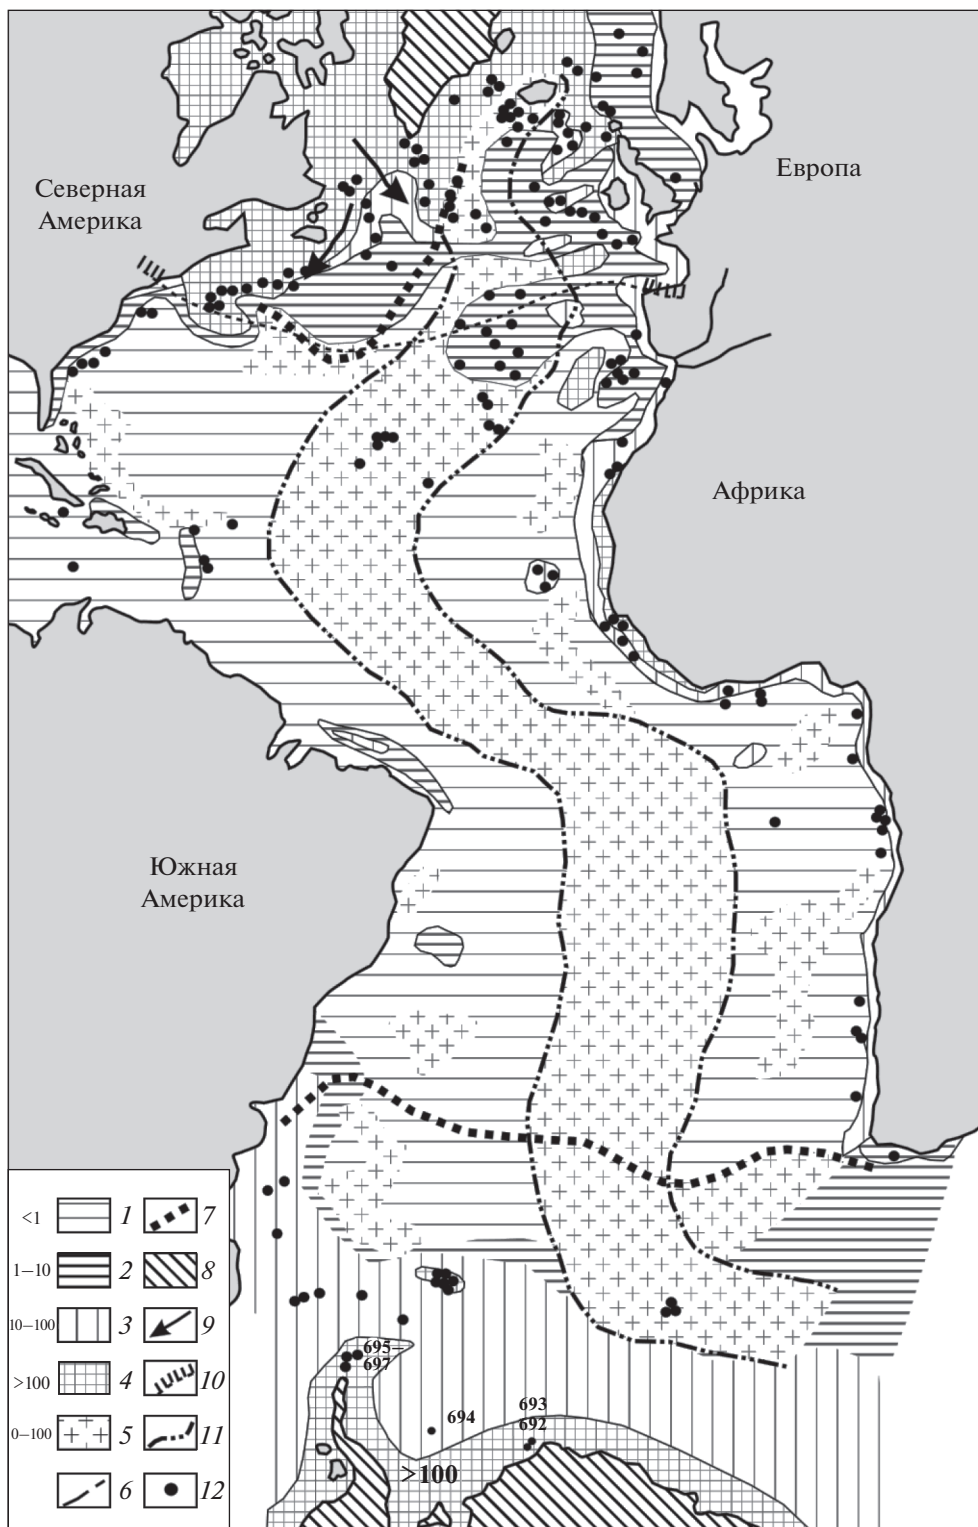 Северная
Америка
Европа
Африка
Южная
Америка
695–
697
693
694
692
>100
<1 1 7
1–10 2 8
10–100 3 9
>100 4 10
0–100 5 11
6 12